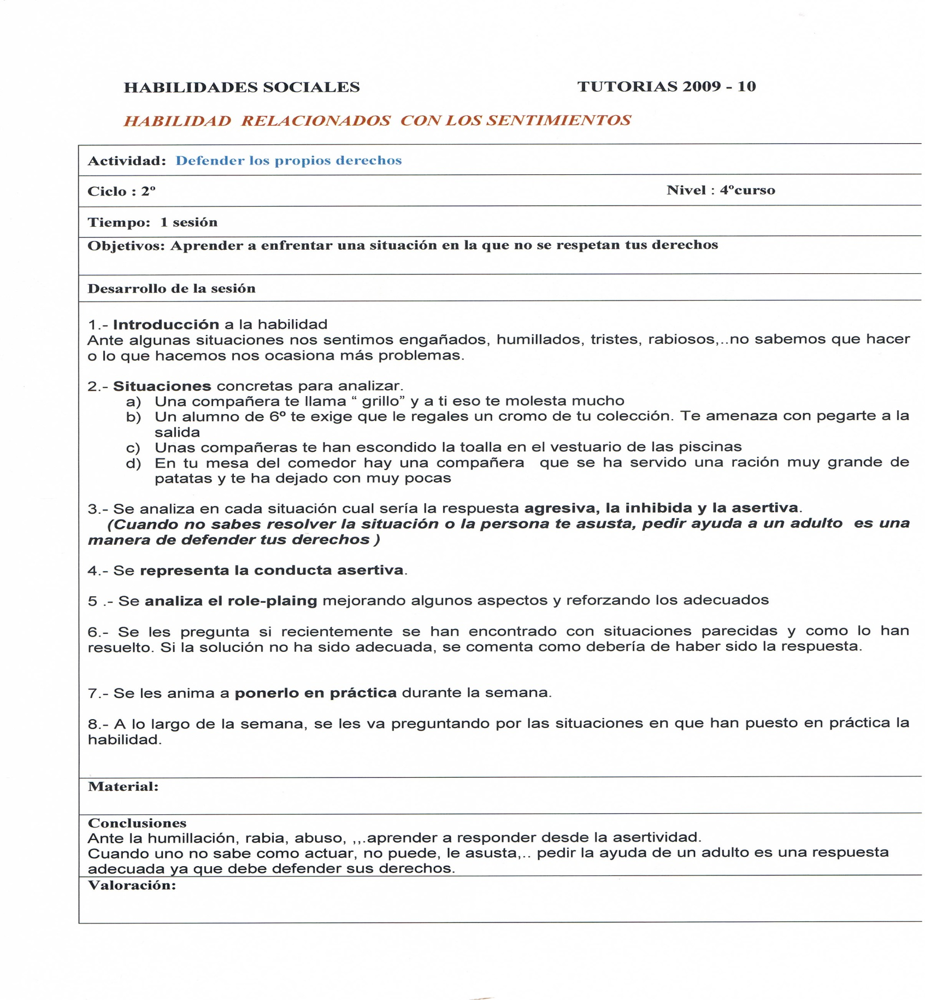 HABILIDADES SOCIALES TUTORIAS 2009 - 10
HABILIDAD RELACIONADOS CON LOS SENTIMIENTOS
Actividad: Defender los propios derechos
Ciclo : 2º Nivel : 4ºcurso
Tiempo: 1 sesión
Objetivos: Aprender a enfrentar una situación en la que no se respetan tus derechos
Desarrollo de la sesión
1.- Introducción a la habilidad
Ante algunas situaciones nos sentimos engañados, humillados, tristes, rabiosos,..no sabemos que hacer
o lo que hacemos nos ocasiona más problemas.
2.- Situaciones concretas para analizar.
a) Una compañera te llama “ grillo” y a ti eso te molesta mucho
b) Un alumno de 6º te exige que le regales un cromo de tu colección. Te amenaza con pegarte a la
salida
c) Unas compañeras te han escondido la toalla en el vestuario de las piscinas
d) En tu mesa del comedor hay una compañera que se ha servido una ración muy grande de
patatas y te ha dejado con muy pocas
3.- Se analiza en cada situación cual sería la respuesta agresiva, la inhibida y la asertiva.
(Cuando no sabes resolver la situación o la persona te asusta, pedir ayuda a un adulto es una
manera de defender tus derechos )
4.- Se representa la conducta asertiva.
5 .- Se analiza el role-plaing mejorando algunos aspectos y reforzando los adecuados
6.- Se les pregunta si recientemente se han encontrado con situaciones parecidas y como lo han
resuelto. Si la solución no ha sido adecuada, se comenta como debería de haber sido la respuesta.
7.- Se les anima a ponerlo en práctica durante la semana.
8.- A lo largo de la semana, se les va preguntando por las situaciones en que han puesto en práctica la
habilidad.
Material:
Conclusiones
Ante la humillación, rabia, abuso, ,,.aprender a responder desde la asertividad.
Cuando uno no sabe como actuar, no puede, le asusta,.. pedir la ayuda de un adulto es una respuesta
adecuada ya que debe defender sus derechos.
Valoración: